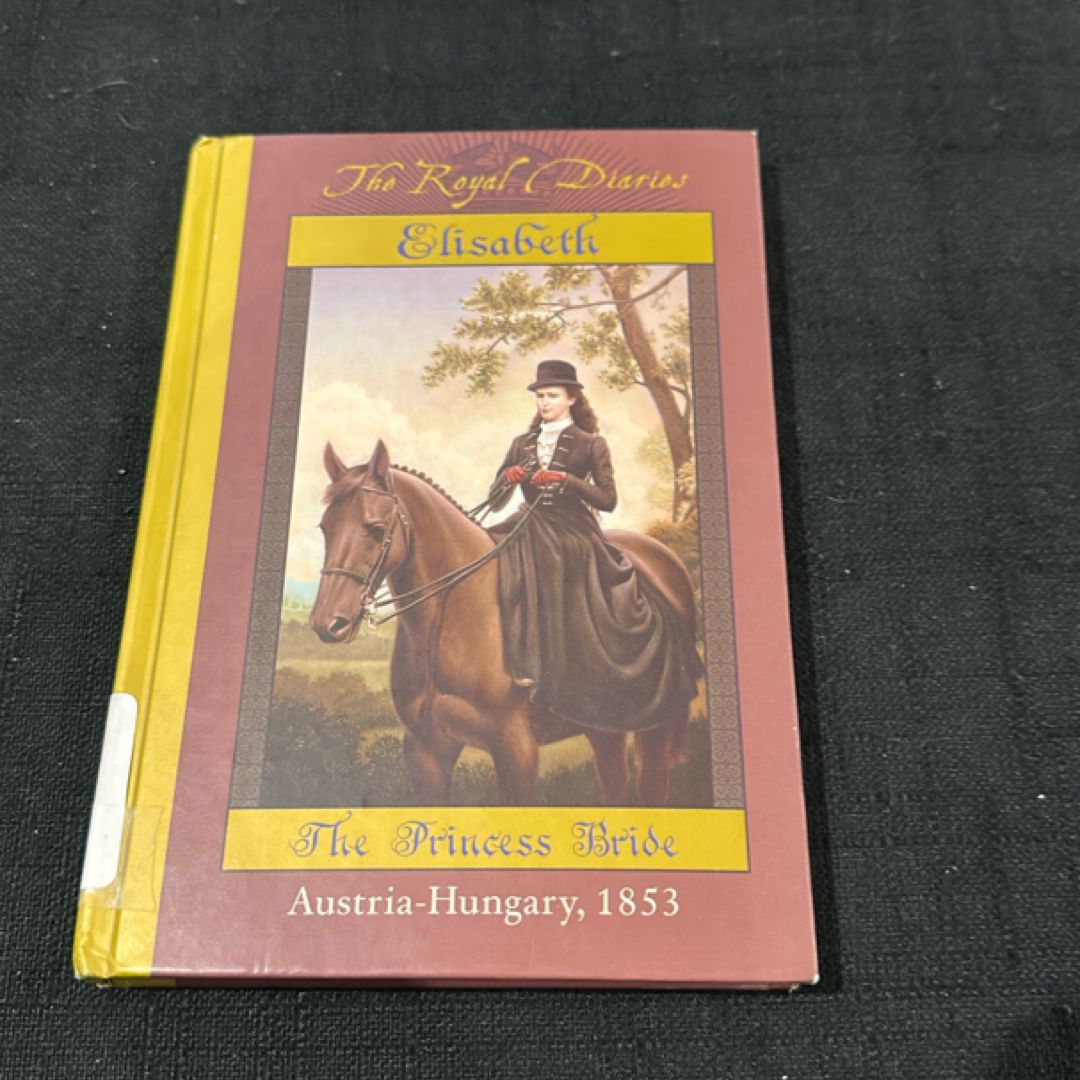 The Royal Diaries
Elisabeth
The Princess Bride
Austria-Hungary, 1853